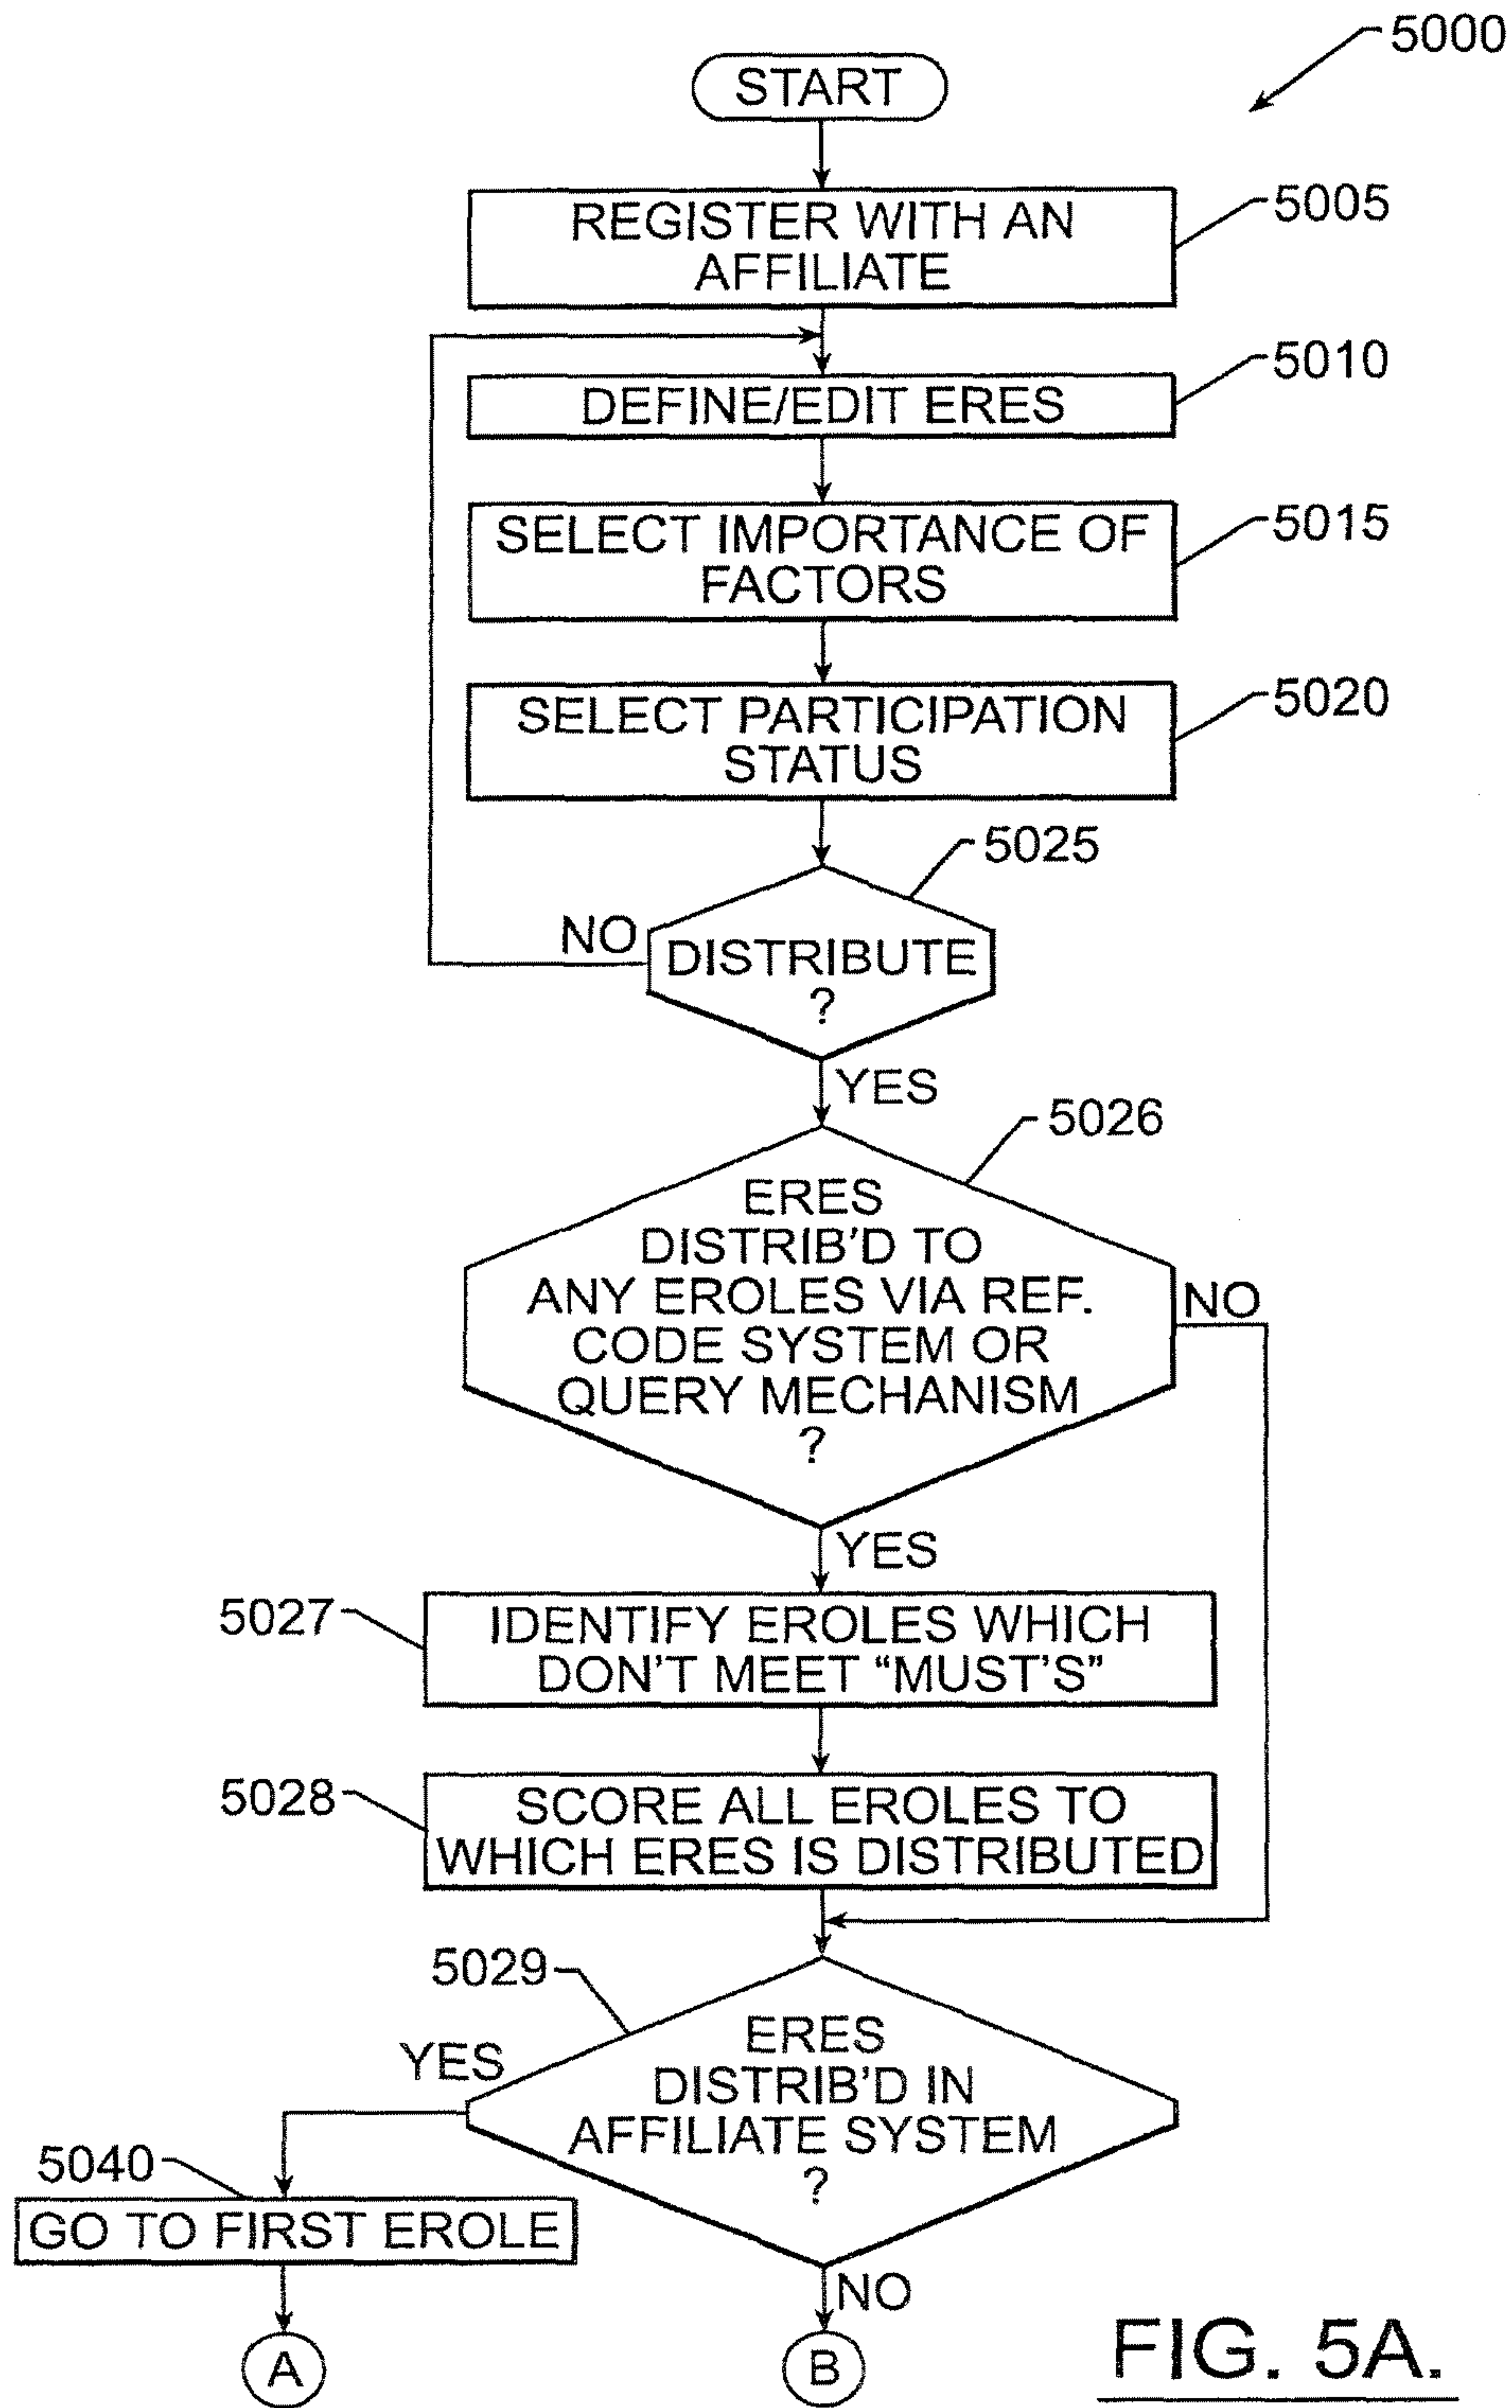 5000
START
REGISTER WITH AN
AFFILIATE
5005
DEFINE/EDIT ERES
5010
SELECT IMPORTANCE OF
FACTORS
5015
SELECT PARTICIPATION
STATUS
5020
5025
NO
DISTRIBUTE
?
YES
5026
ERES
DISTRIB'D TO
ANY EROLES VIA REF.
CODE SYSTEM OR
QUERY MECHANISM
?
NO
YES
5027
IDENTIFY EROLES WHICH
DON'T MEET “MUST'S”
5028
SCORE ALL EROLES TO
WHICH ERES IS DISTRIBUTED
5029
YES
ERES
DISTRIB'D IN
AFFILIATE SYSTEM
?
5040
GO TO FIRST EROLE
NO
A
B
FIG. 5A.